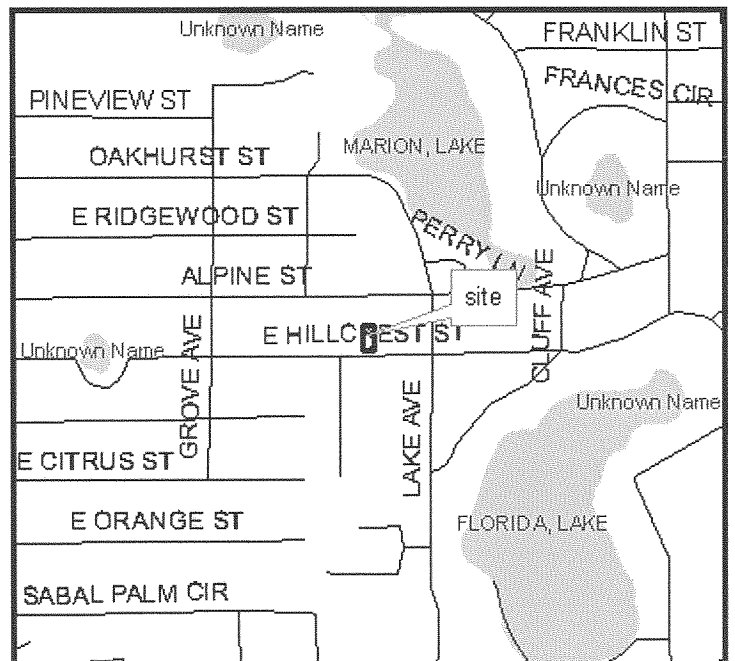 Unknown Name
FRANKLIN ST
FRANCES CIR
PINEVIEW ST
MARION, LAKE
OAKHURST ST
Unknown Name
E RIDGEWOOD ST
PERRY LN
ALPINE ST
site
E HILLC EST ST
CLUFF AVE
Unknown Name
GROVE AVE
LAKE AVE
Unknown Name
E CITRUS ST
E ORANGE ST
FLORIDA, LAKE
SABAL PALM CIR